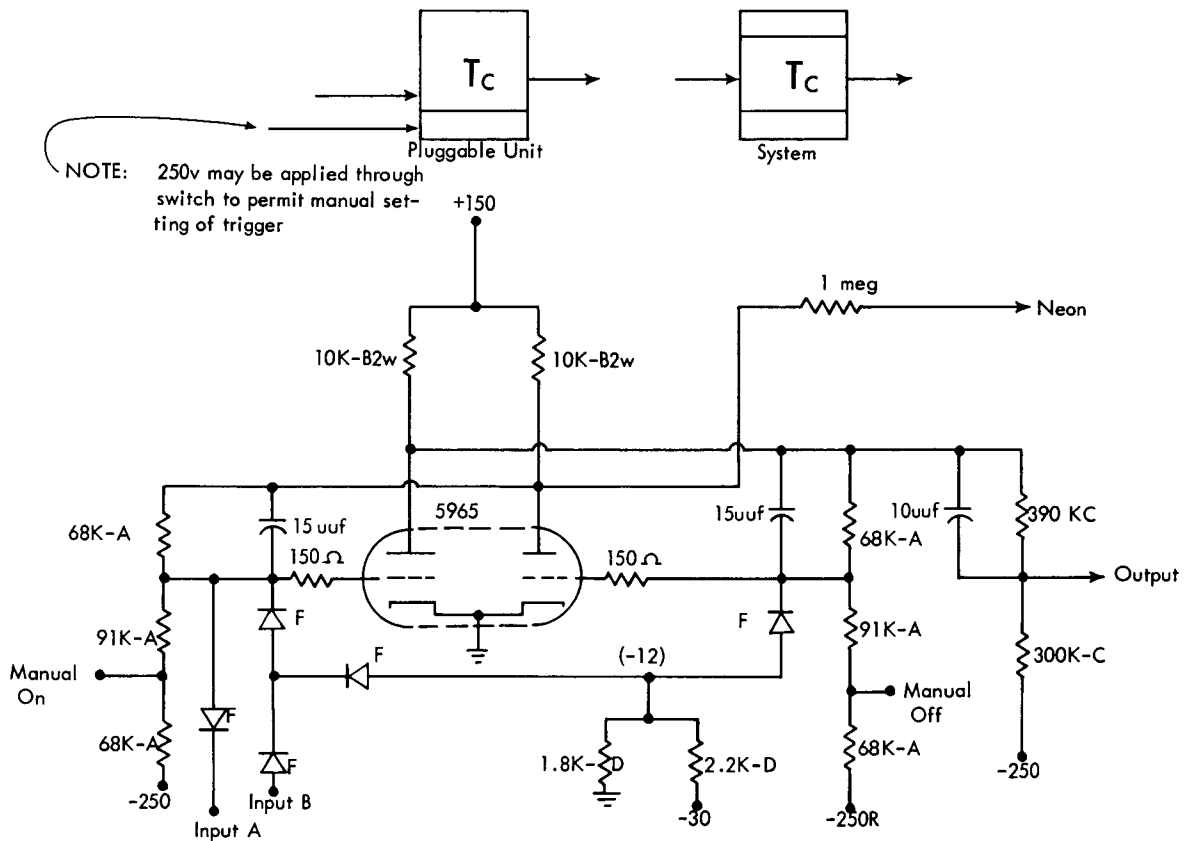 TC
TC
Pluggable Unit
System
NOTE: 250v may be applied through
switch to permit manual set-
ting of trigger
+150
1 meg
Neon
10K-B2w
10K-B2w
68K-A
15 uuf
5965
15uuf
68K-A
10uuf
390 KC
150Ω
150Ω
Output
91K-A
F
F
91K-A
300K-C
F
(-12)
Manual
On
Manual
Off
F
68K-A
F
1.8K-D
2.2K-D
68K-A
-250
Input B
-30
-250R
-250
Input A